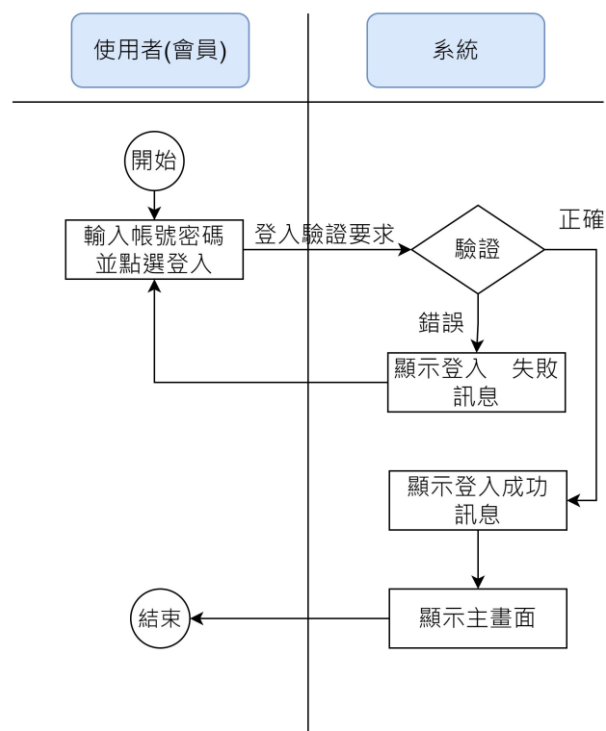 使用者(會員)
系統
開始
輸入帳號密碼
並點選登入
登入驗證要求
驗證
正確
錯誤
顯示登入　失敗
訊息
顯示登入成功
訊息
顯示主畫面
結束